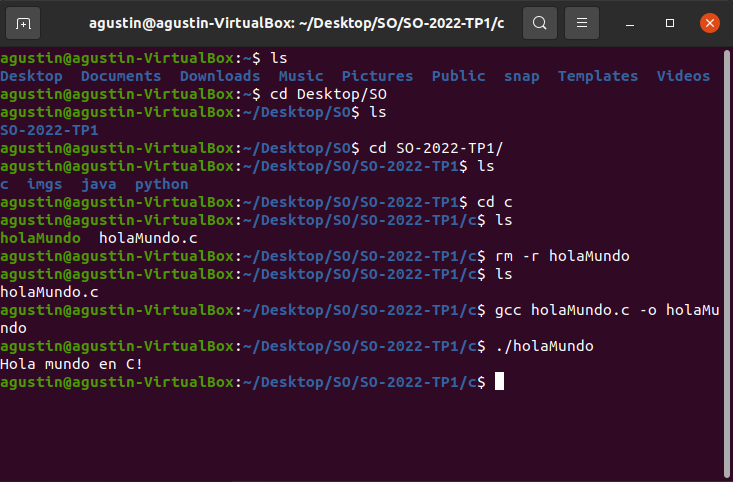 agustin@agustin-VirtualBox: ~/Desktop/SO/SO-2022-TP1/c
agustin@agustin-VirtualBox:~$ ls
Desktop  Documents  Downloads  Music  Pictures  Public  snap  Templates  Videos
agustin@agustin-VirtualBox:~$ cd Desktop/SO
agustin@agustin-VirtualBox:~/Desktop/SO$ ls
SO-2022-TP1
agustin@agustin-VirtualBox:~/Desktop/SO$ cd SO-2022-TP1/
agustin@agustin-VirtualBox:~/Desktop/SO/SO-2022-TP1$ ls
c  imgs  java  python
agustin@agustin-VirtualBox:~/Desktop/SO/SO-2022-TP1$ cd c
agustin@agustin-VirtualBox:~/Desktop/SO/SO-2022-TP1/c$ ls
holaMundo  holaMundo.c
agustin@agustin-VirtualBox:~/Desktop/SO/SO-2022-TP1/c$ rm -r holaMundo
agustin@agustin-VirtualBox:~/Desktop/SO/SO-2022-TP1/c$ ls
holaMundo.c
agustin@agustin-VirtualBox:~/Desktop/SO/SO-2022-TP1/c$ gcc holaMundo.c -o holaMu
ndo
agustin@agustin-VirtualBox:~/Desktop/SO/SO-2022-TP1/c$ ./holaMundo
Hola mundo en C!
agustin@agustin-VirtualBox:~/Desktop/SO/SO-2022-TP1/c$